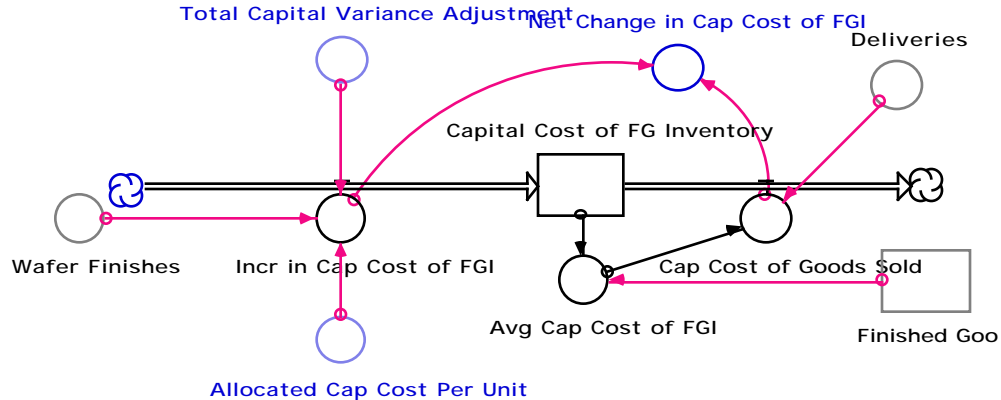 Total Capital Variance Adjustment
Net Change in Cap Cost of FGI
Deliveries
Capital Cost of FG Inventory
Wafer Finishes
Incr in Cap Cost of FGI
Cap Cost of Goods Sold
Avg Cap Cost of FGI
Finished Goo
Allocated Cap Cost Per Unit